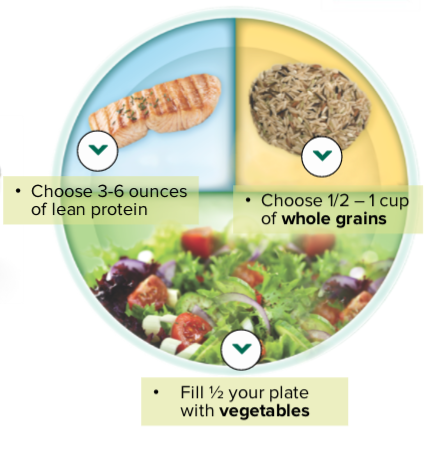 • Choose 3-6 ounces
of lean protein
• Choose 1/2 – 1 cup
of whole grains
• Fill ½ your plate
with vegetables